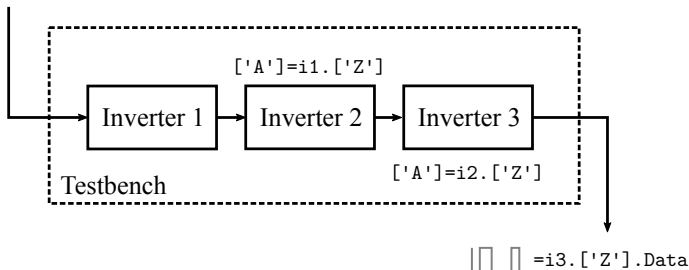 ['A']=i1.['Z']
Inverter 1 Inverter 2 Inverter 3
['A']=i2.['Z']
Testbench
=i3.['Z'].Data